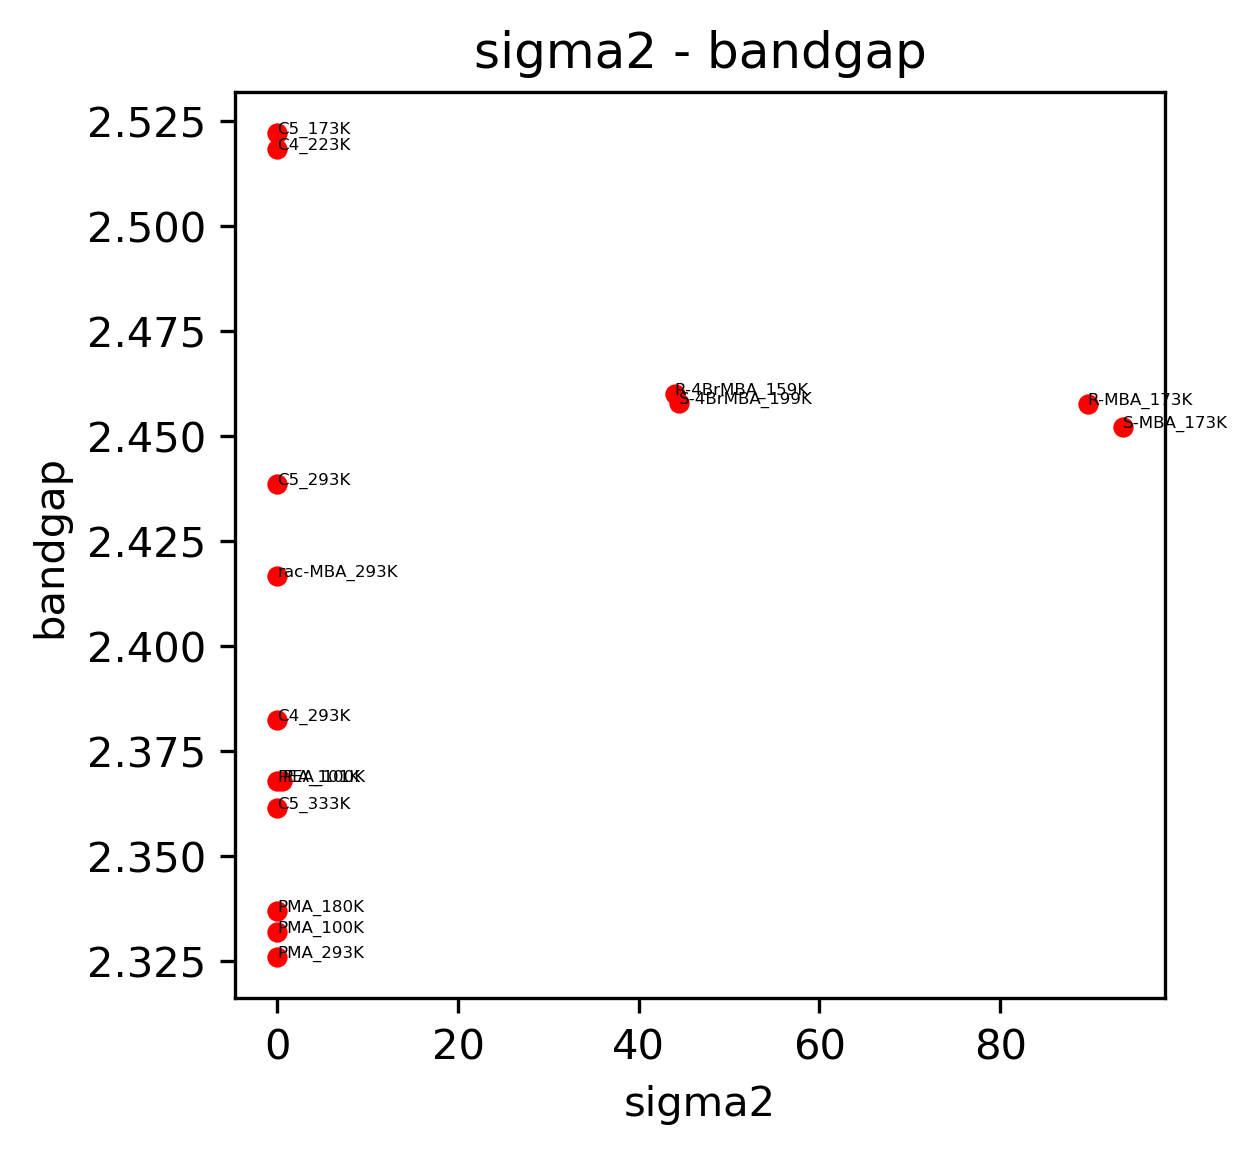 sigma2 - bandgap
2.525
C5_173K
C4_223K
2.500
2.475
R-4BrMBA_159K
S-4BrMBA_199K
R-MBA_173K
S-MBA_173K
2.450
C5_293K
2.425
rac-MBA_293K
2.400
C4_293K
2.375
C5_333K
2.350
PMA_180K
PMA_100K
PMA_293K
2.325
bandgap
0 20 40 60 80
sigma2